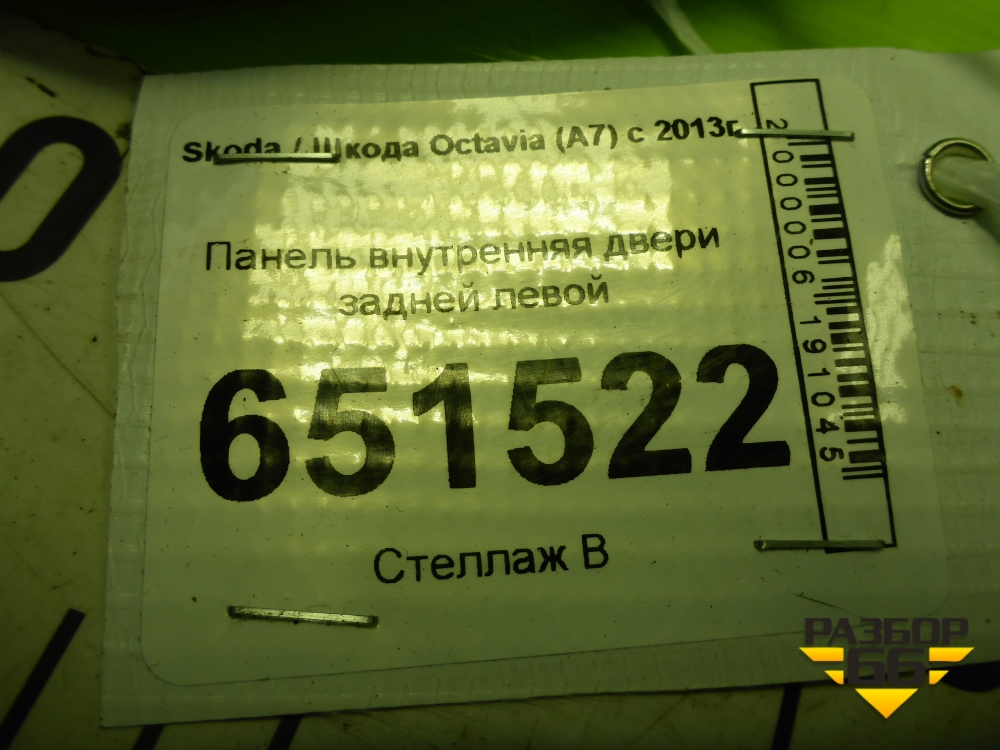 Skoda / Шкода Octavia (A7) с 2013г.
Панель внутренняя двери
задней левой
651522
Стеллаж B
2000006191045
РАЗБОР
66